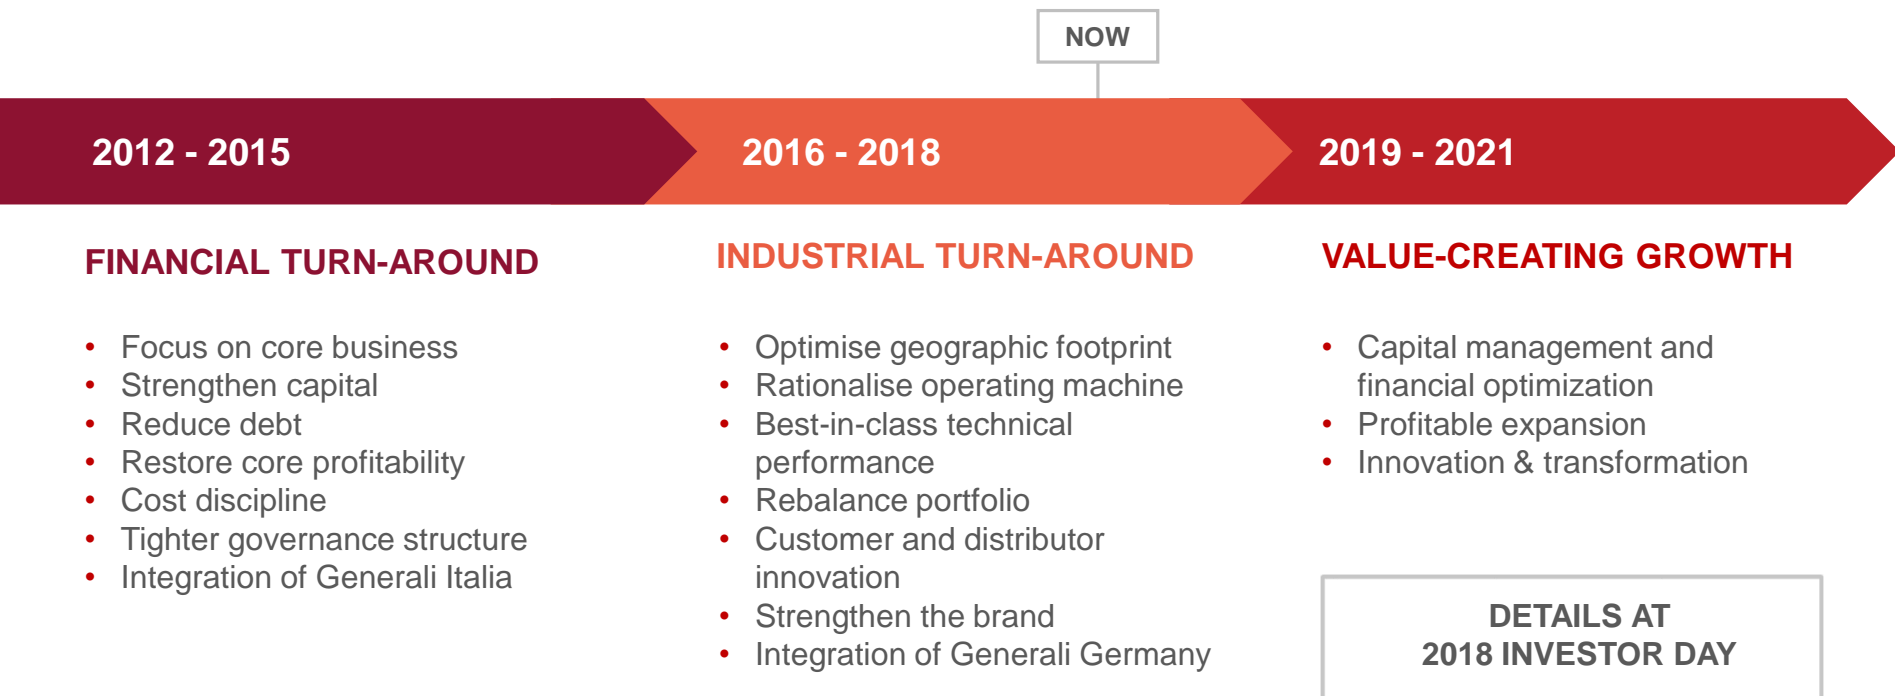 NOW
2012 - 2015
2016 - 2018
2019 - 2021
FINANCIAL TURN-AROUND
• Focus on core business
• Strengthen capital
• Reduce debt
• Restore core profitability
• Cost discipline
• Tighter governance structure
• Integration of Generali Italia
INDUSTRIAL TURN-AROUND
• Optimise geographic footprint
• Rationalise operating machine
• Best-in-class technical
performance
• Rebalance portfolio
• Customer and distributor
innovation
• Strengthen the brand
• Integration of Generali Germany
VALUE-CREATING GROWTH
• Capital management and
financial optimization
• Profitable expansion
• Innovation & transformation
DETAILS AT
2018 INVESTOR DAY